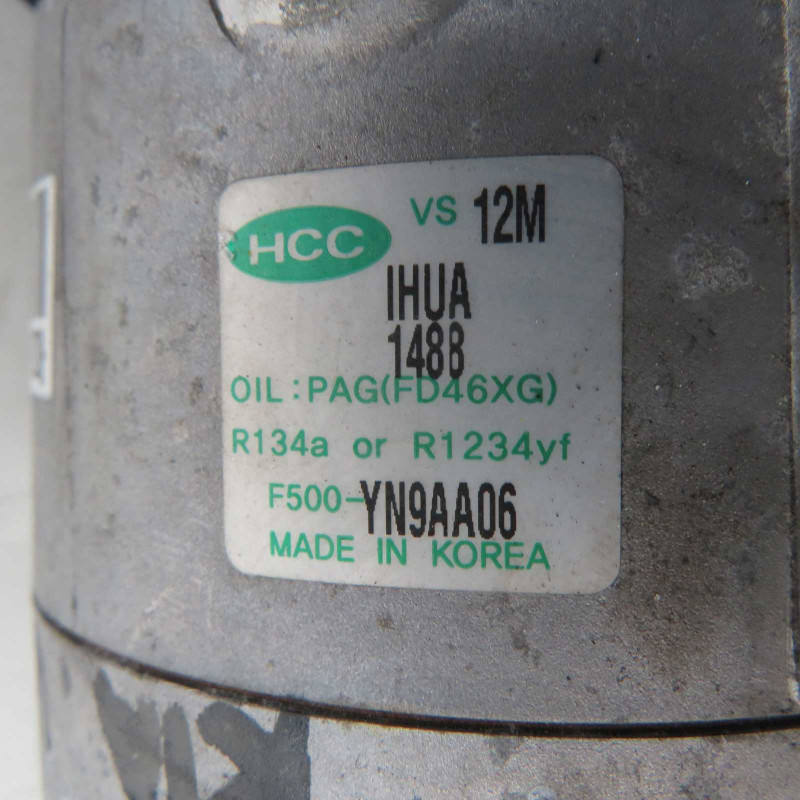 HCC VS 12M
IHUA
1488
OIL : PAG(FD46XG)
R134a or R1234yf
F500-YN9AA06
MADE IN KOREA